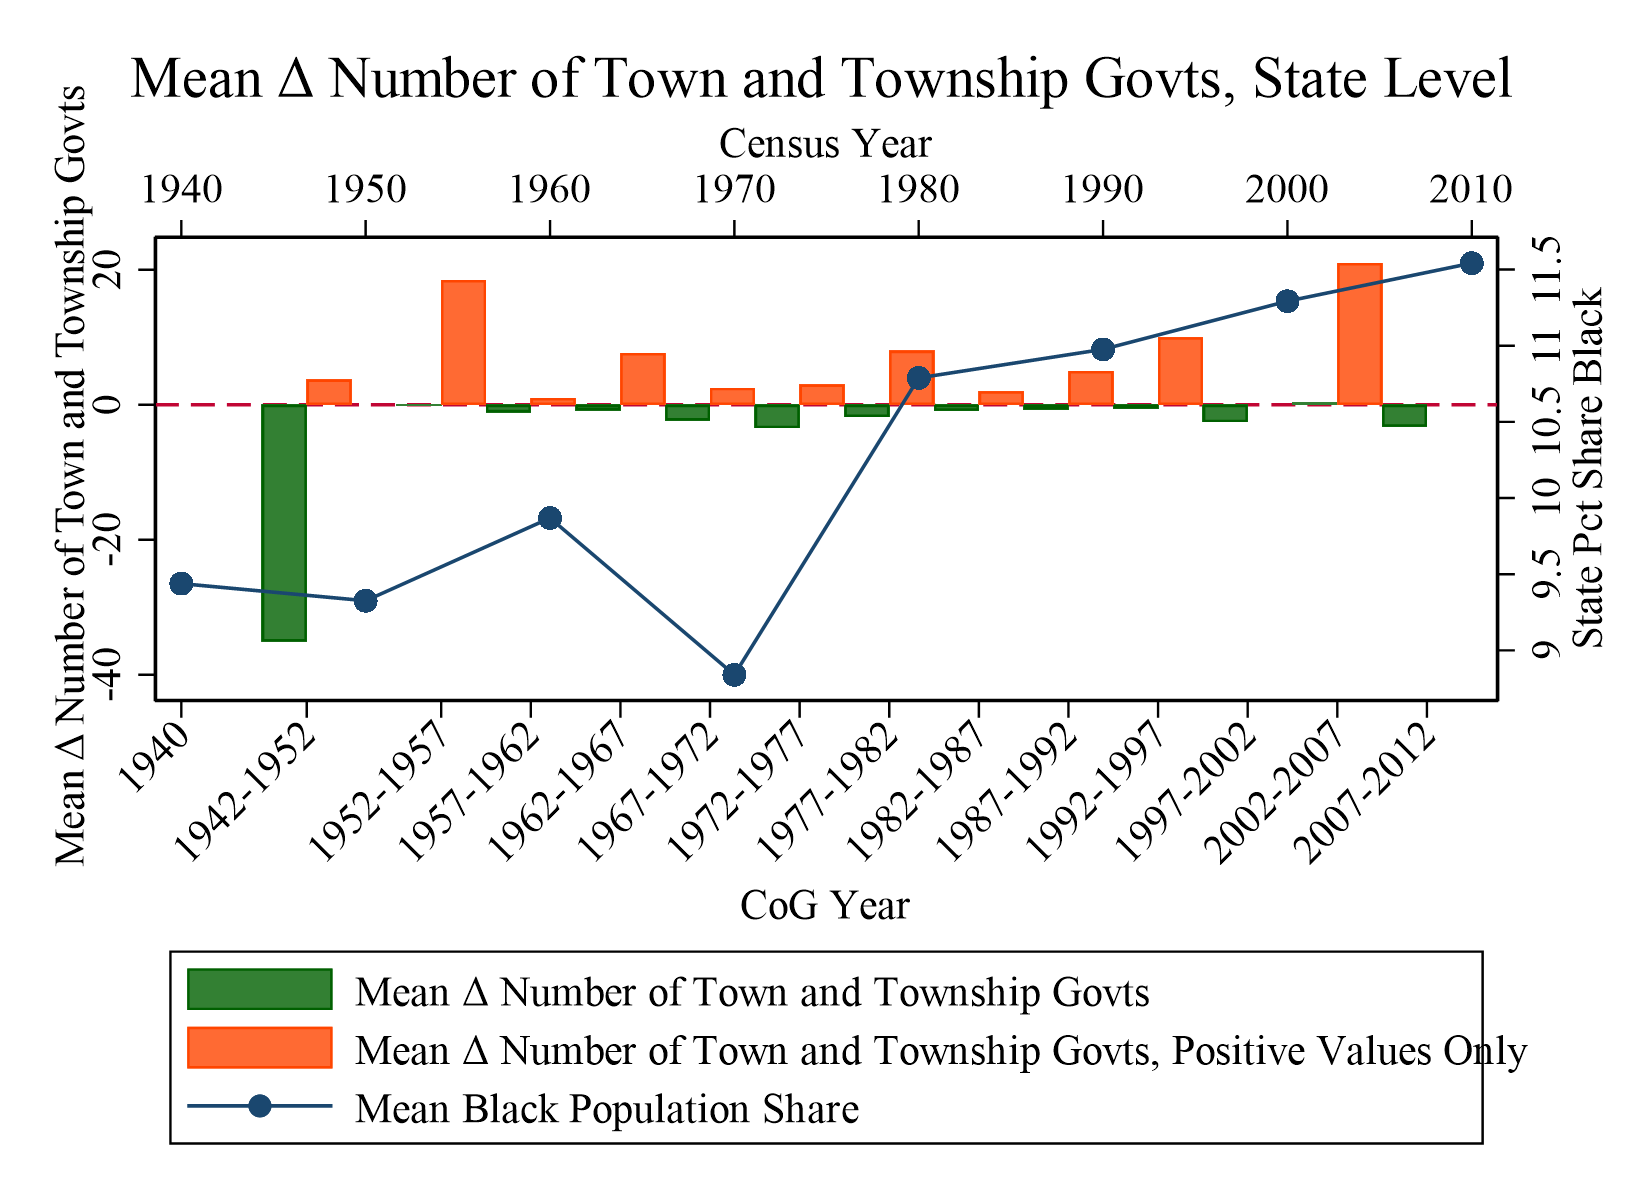 Mean Δ Number of Town and Township Govts, State Level
Census Year
1940 1950 1960 1970 1980 1990 2000 2010
Mean Δ Number of Town and Township Govts
20
0
-20
-40
11.5
11
10.5
10
9.5
9
State Pct Share Black
1940 1942-1952 1952-1957 1957-1962 1962-1967 1967-1972 1972-1977 1977-1982 1982-1987 1987-1992 1992-1997 1997-2002 2002-2007 2007-2012
CoG Year
Mean Δ Number of Town and Township Govts
Mean Δ Number of Town and Township Govts, Positive Values Only
Mean Black Population Share